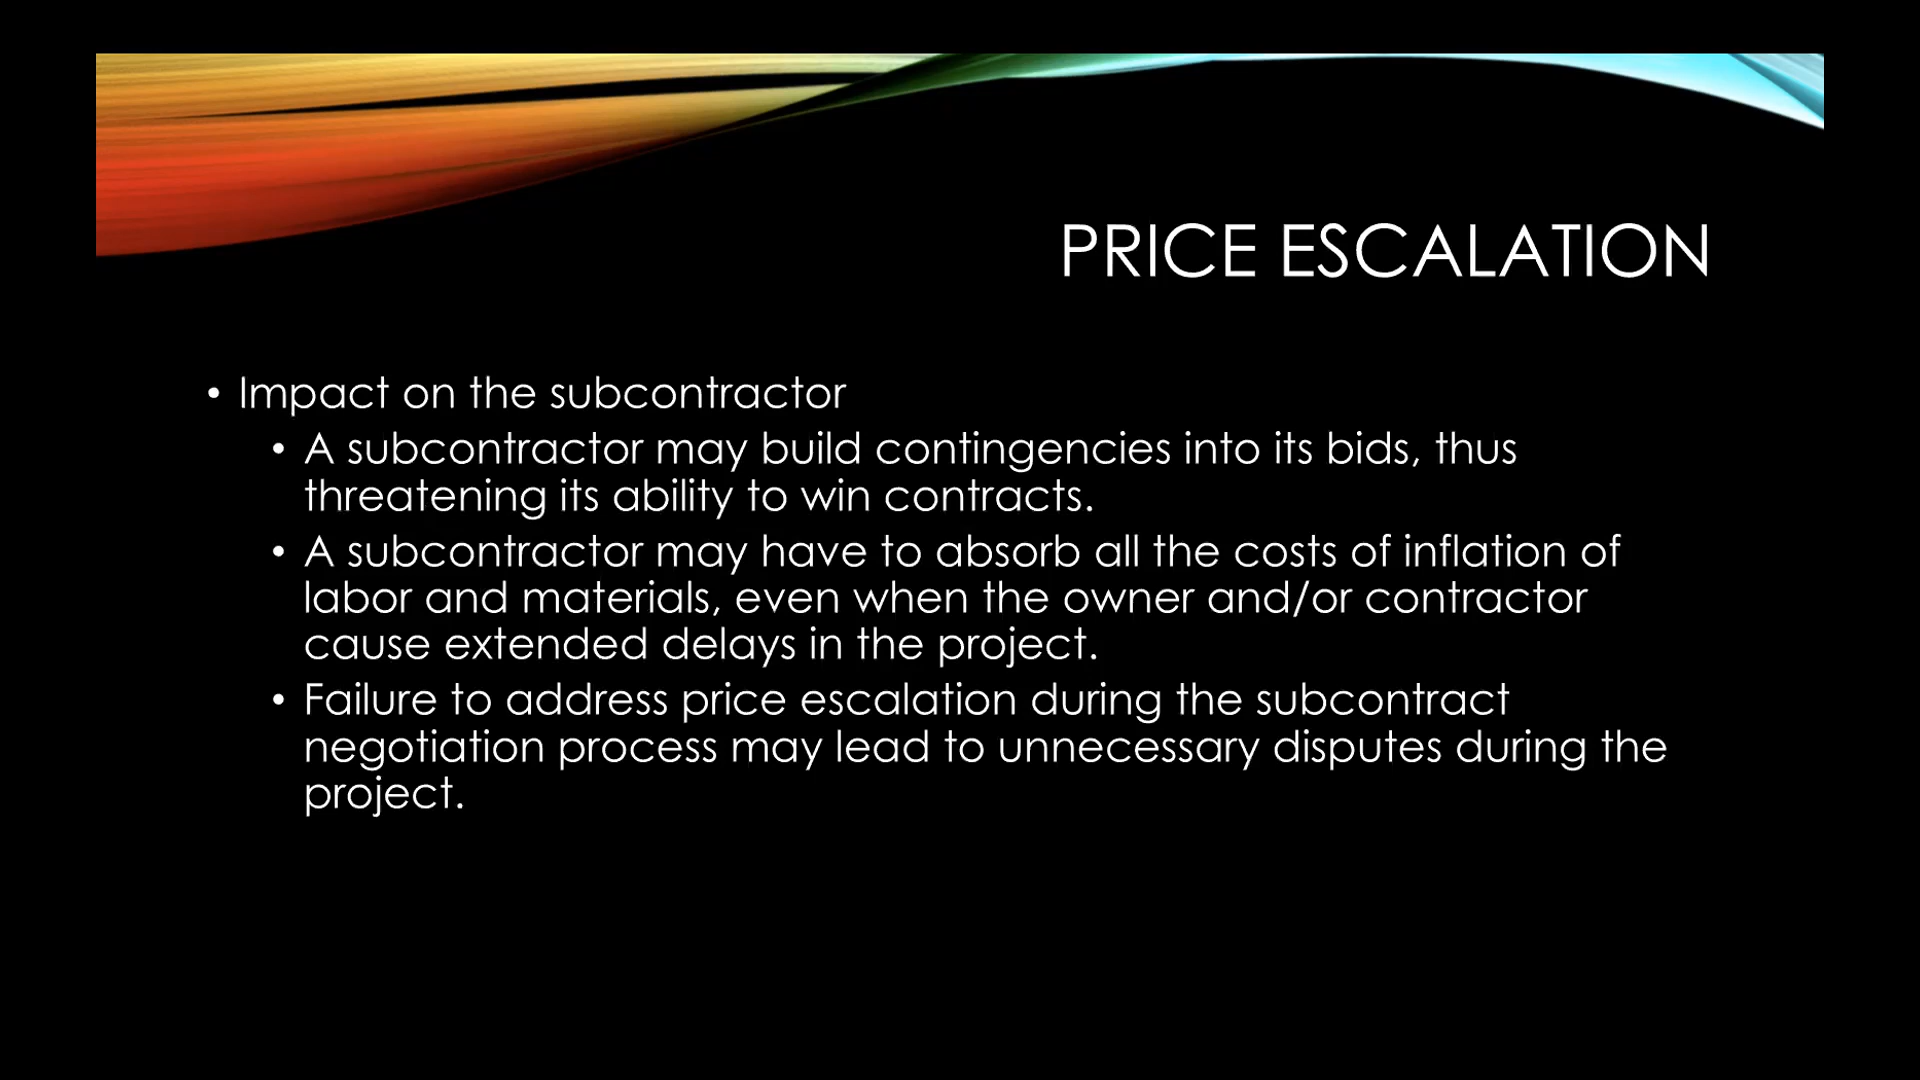 PRICE ESCALATION
• Impact on the subcontractor
• A subcontractor may build contingencies into its bids, thus
threatening its ability to win contracts.
• A subcontractor may have to absorb all the costs of inflation of
labor and materials, even when the owner and/or contractor
cause extended delays in the project.
• Failure to address price escalation during the subcontract
negotiation process may lead to unnecessary disputes during the
project.